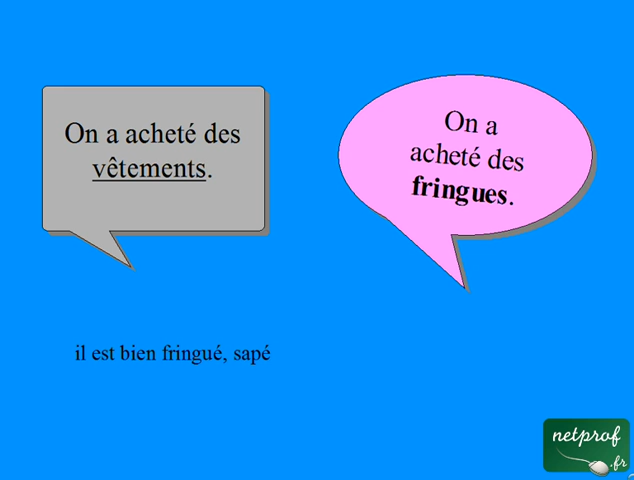 On a acheté des
vêtements.
On a
acheté des
fringues.
il est bien fringué, sapé
netprof
.fr